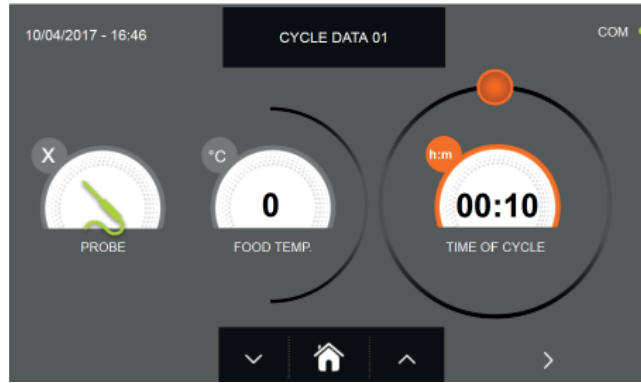 10/04/2017 - 16:46
CYCLE DATA 01
COM
X
PROBE
°C
0
FOOD TEMP.
h:m
00:10
TIME OF CYCLE